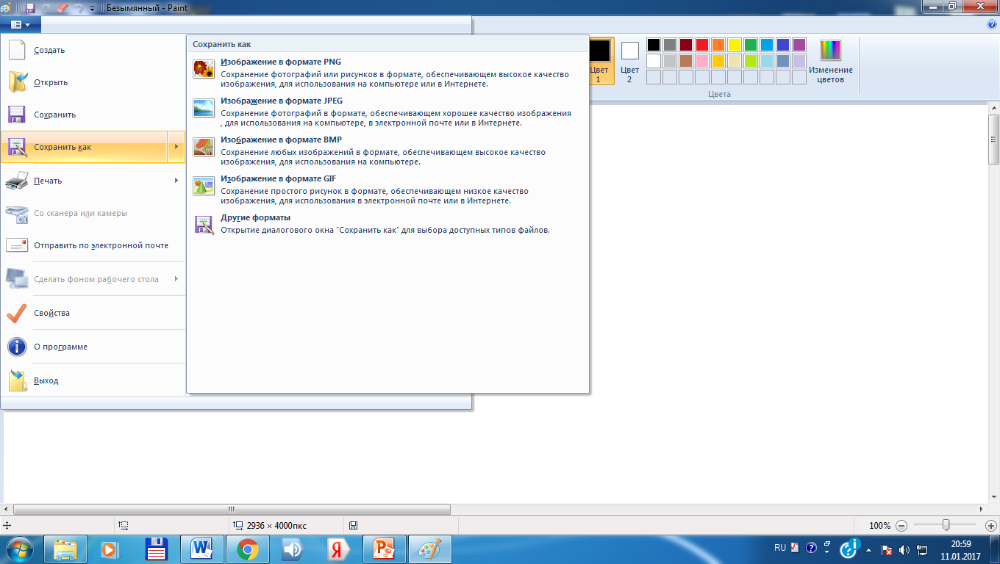 Безымянный - Paint
Создать
Открыть
Сохранить
Сохранить как
Печать
Со сканера или камеры
Отправить по электронной почте
Сделать фоном рабочего стола
Свойства
О программе
Выход
Сохранить как
Изображение в формате PNG
Сохранение фотографий или рисунков в формате, обеспечивающем высокое качество
изображения, для использования на компьютере или в Интернете.
Изображение в формате JPEG
Сохранение фотографий в формате, обеспечивающем хорошее качество изображения
, для использования на компьютере, в электронной почте или в Интернете.
Изображение в формате BMP
Сохранение любых изображений в формате, обеспечивающем высокое качество
изображения, для использования на компьютере.
Изображение в формате GIF
Сохранение простого рисунок в формате, обеспечивающем низкое качество
изображения, для использования в электронной почте или в Интернете.
Другие форматы
Открытие диалогового окна "Сохранить как" для выбора доступных типов файлов.
Цвет
1
Цвет
2
Изменение
цветов
Цвета
2936 × 4000пкс
100%
W
Я
P
RU
20:59
11.01.2017